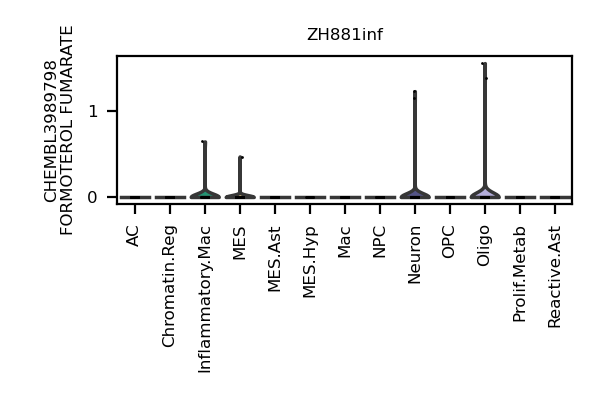 ZH881inf
CHEMBL3989798
FORMOTEROL FUMARATE
1
0
AC
Chromatin.Reg
Inflammatory.Mac
MES
MES.Ast
MES.Hyp
Mac
NPC
Neuron
OPC
Oligo
Prolif.Metab
Reactive.Ast